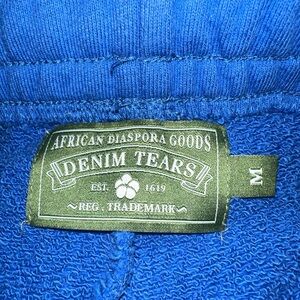 AFRICAN DIASPORA GOODS
DENIM TEARS
EST. 1619
~REG. TRADEMARK~
M